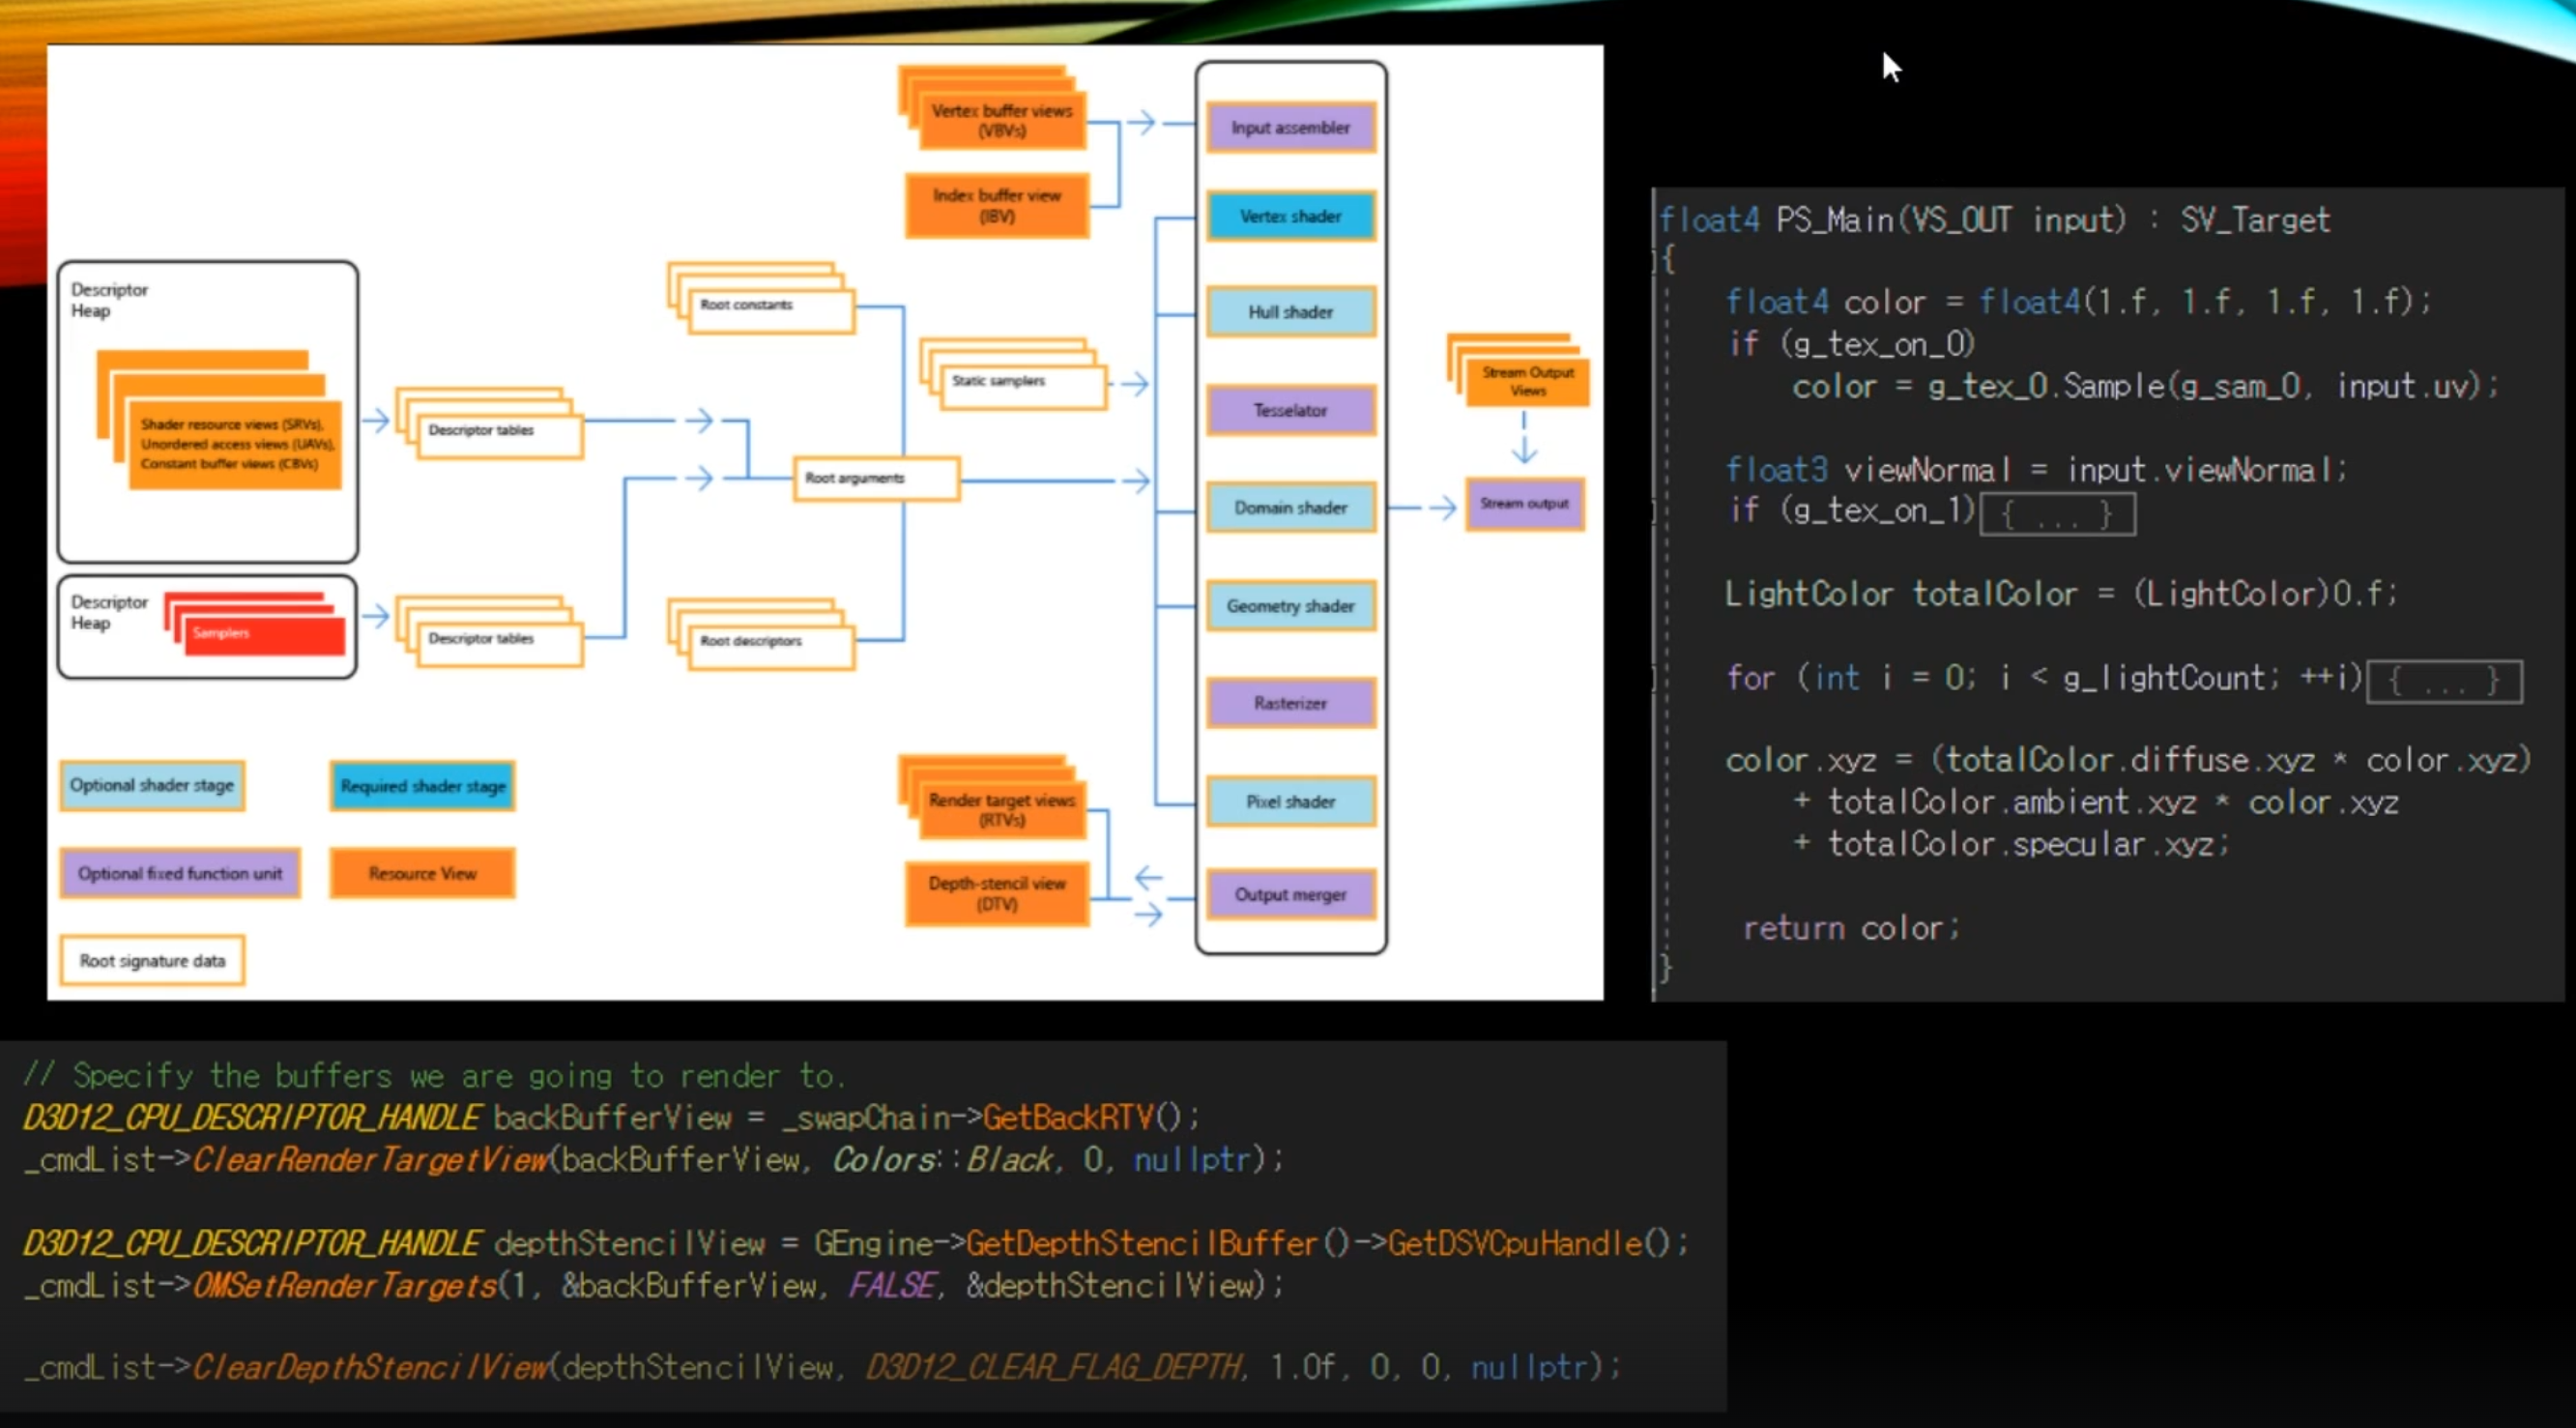 Vertex buffer views
(VBVs)
Index buffer view
(IBV)
Input assembler
Vertex shader
Hull shader
Tesselator
Domain shader
Geometry shader
Rasterizer
Pixel shader
Output merger
Descriptor
Heap
Shader resource views (SRVs),
Unordered access views (UAVs),
Constant buffer views (CBVs)
Descriptor tables
Root constants
Static samplers
Root arguments
Stream Output
Views
Stream output
Descriptor
Heap
Samplers
Descriptor tables
Root descriptors
Render target views
(RTVs)
Depth-stencil view
(DTV)
Optional shader stage
Required shader stage
Optional fixed function unit
Resource View
Root signature data
float4 PS_Main(VS_OUT input) : SV_Target
{
float4 color = float4(1.f, 1.f, 1.f, 1.f);
if (g_tex_on_0)
color = g_tex_0.Sample(g_sam_0, input.uv);
float3 viewNormal = input.viewNormal;
if (g_tex_on_1){ ... }
LightColor totalColor = (LightColor)0.f;
for (int i = 0; i < g_lightCount; ++i){ ... }
color.xyz = (totalColor.diffuse.xyz * color.xyz)
+ totalColor.ambient.xyz * color.xyz
+ totalColor.specular.xyz;
return color;
}
// Specify the buffers we are going to render to.
D3D12_CPU_DESCRIPTOR_HANDLE backBufferView = _swapChain->GetBackRTV();
_cmdList->ClearRenderTargetView(backBufferView, Colors::Black, 0, nullptr);
D3D12_CPU_DESCRIPTOR_HANDLE depthStencilView = GEngine->GetDepthStencilBuffer()->GetDSVCpuHandle();
_cmdList->OMSetRenderTargets(1, &backBufferView, FALSE, &depthStencilView);
_cmdList->ClearDepthStencilView(depthStencilView, D3D12_CLEAR_FLAG_DEPTH, 1.0f, 0, 0, nullptr);